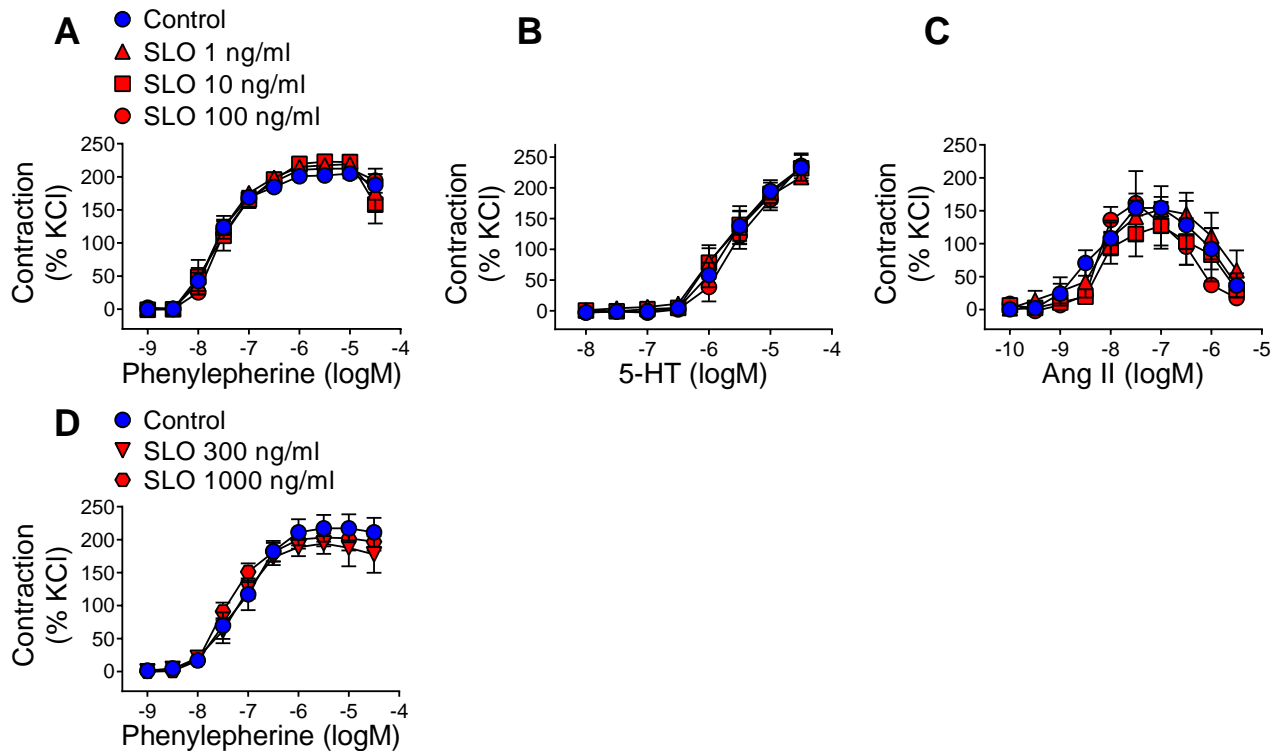 A
Control
SLO 1 ng/ml
SLO 10 ng/ml
SLO 100 ng/ml
Contraction
(% KCl)
250
200
150
100
50
0
-9
-8
-7
-6
-5
-4
Phenylepherine (logM)
B
Contraction
(% KCl)
250
200
150
100
50
0
-8
-7
-6
-5
-4
5-HT (logM)
C
Contraction
(% KCl)
250
200
150
100
50
0
-10
-9
-8
-7
-6
-5
Ang II (logM)
D
Control
SLO 300 ng/ml
SLO 1000 ng/ml
Contraction
(% KCl)
250
200
150
100
50
0
-9
-8
-7
-6
-5
-4
Phenylepherine (logM)